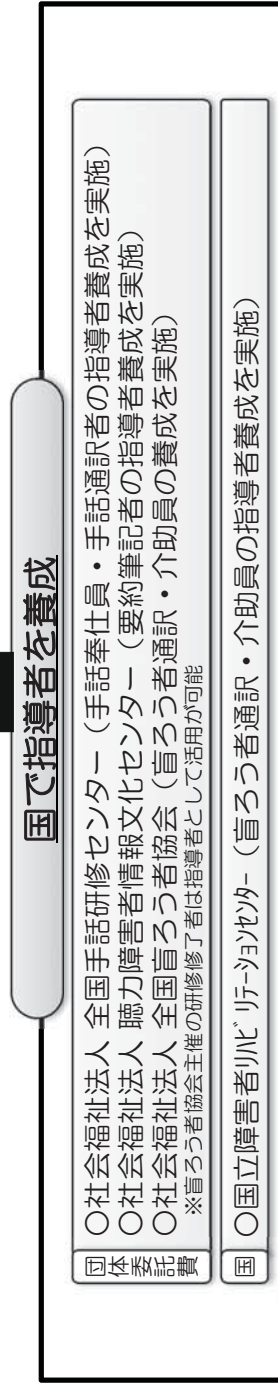 国で指導者を養成
団体委託費
○社会福祉法人 全国手話研修センター（手話奉仕員・手話通訳者の指導者養成を実施）
○社会福祉法人 聴力障害者情報文化センター（要約筆記者の指導者養成を実施）
○社会福祉法人 全国盲ろう者協会（盲ろう者通訳・介助員の養成を実施）
※盲ろう者協会主催の研修修了者は指導者として活用が可能
国
○国立障害者ﾘﾊﾋﾞﾘﾃｰｼｮﾝｾﾝﾀｰ（盲ろう者通訳・介助員の指導者養成を実施）